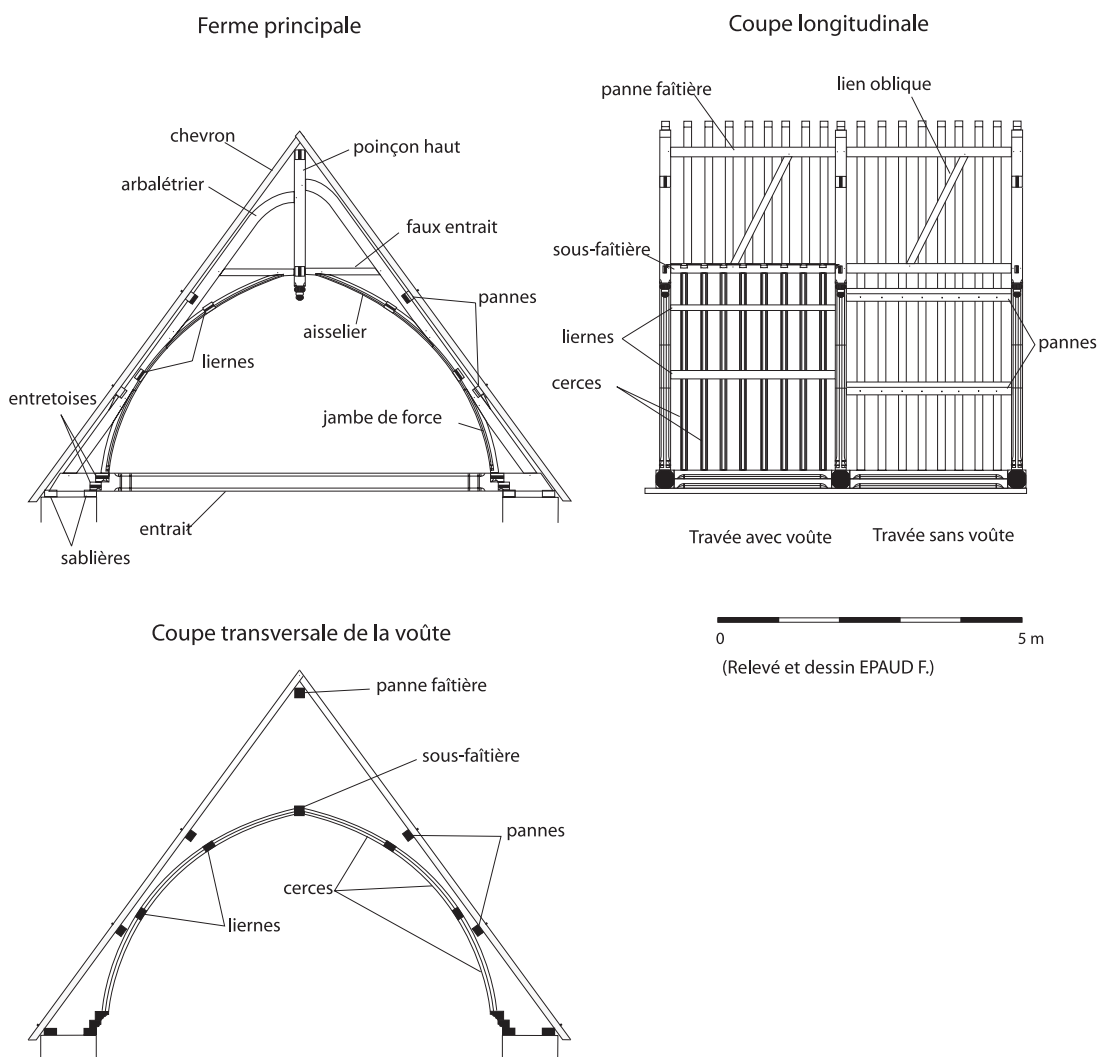 Ferme principale
chevron
poinçon haut
arbalétrier
faux entrait
pannes
aisselier
liernes
entretoises
jambe de force
entrait
sablières
Coupe longitudinale
lien oblique
panne faîtière
sous-faîtière
liernes
pannes
cerces
Travée avec voûte
Travée sans voûte
0
5 m
(Relevé et dessin EPAUD F.)
Coupe transversale de la voûte
panne faîtière
sous-faîtière
pannes
cerces
liernes